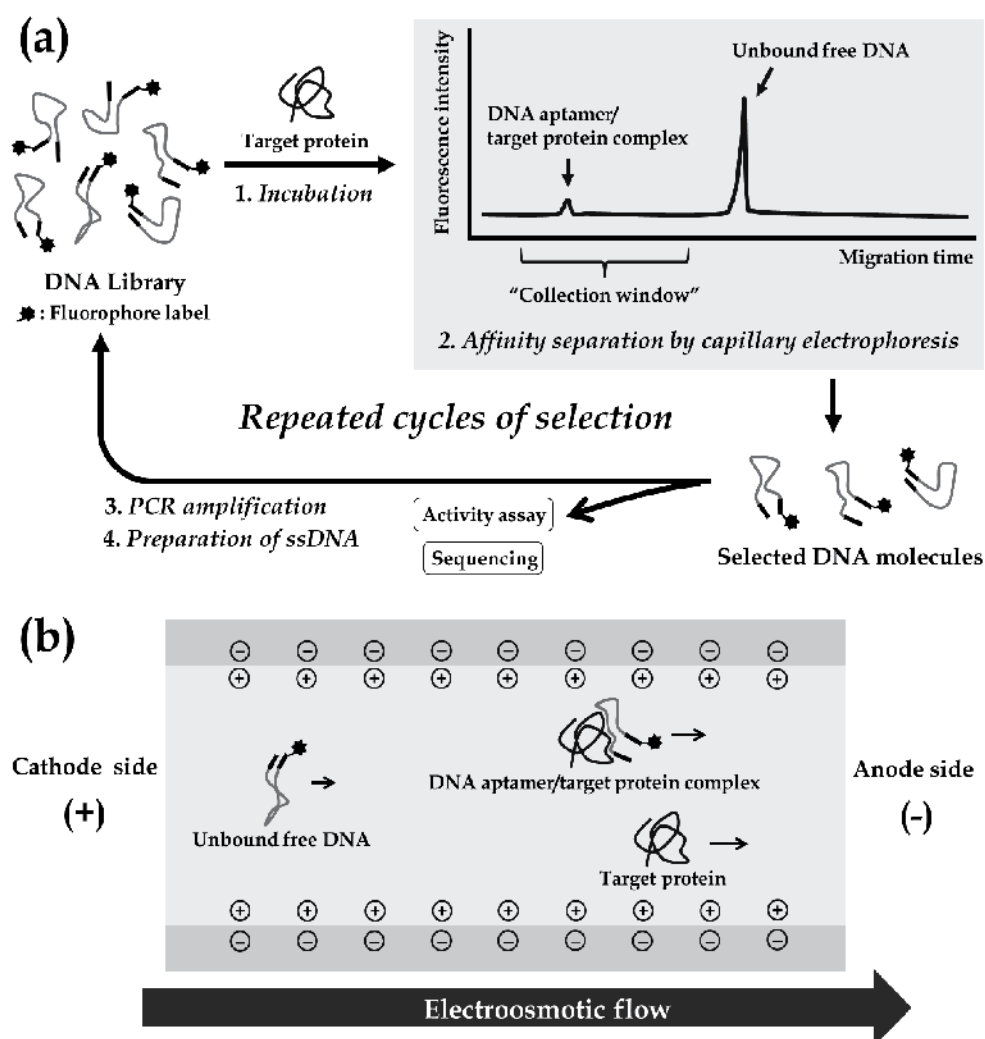 (a)
Target protein
1. Incubation
DNA Library
: Fluorophore label
Fluorescence intensity
Unbound free DNA
DNA aptamer/
target protein complex
Migration time
“Collection window”
2. Affinity separation by capillary electrophoresis
Repeated cycles of selection
3. PCR amplification
4. Preparation of ssDNA
Activity assay
Sequencing
Selected DNA molecules
(b)
− − − − − − − − −
+ + + + + + + + +
Cathode side
(+)
Unbound free DNA
DNA aptamer/target protein complex
Target protein
Anode side
(-)
+ + + + + + + + +
− − − − − − − − −
Electroosmotic flow